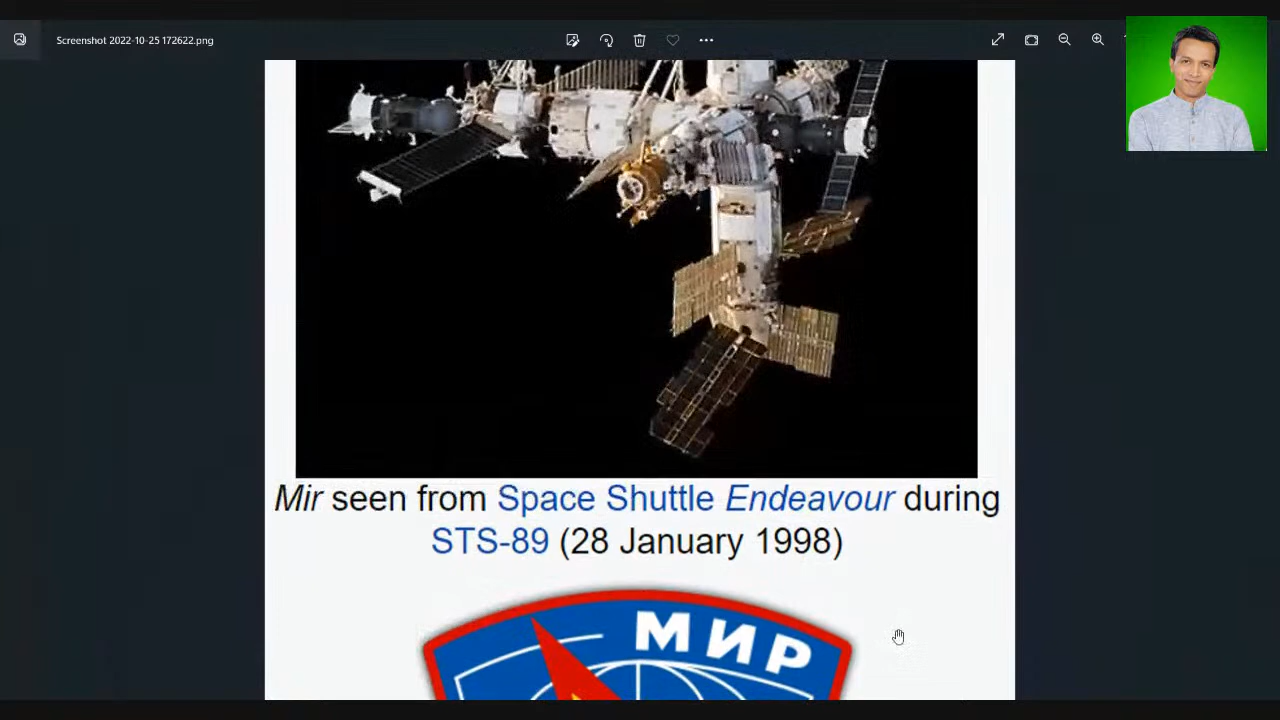 Screenshot 2022-10-25 172622.png
Mir seen from Space Shuttle Endeavour during
STS-89 (28 January 1998)
МИР